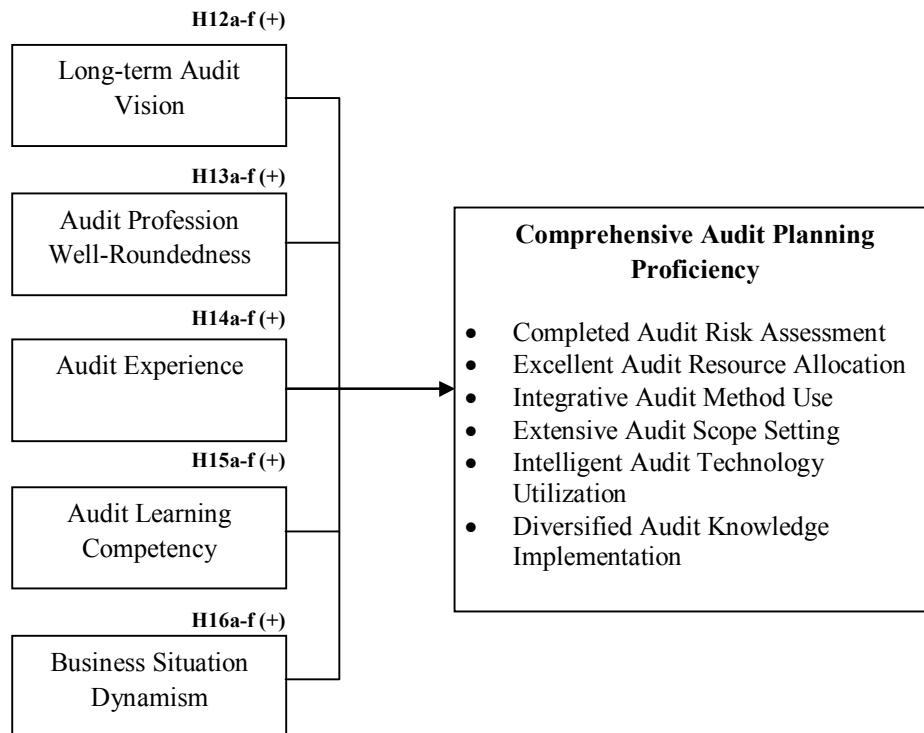 H12a-f (+)
Long-term Audit
Vision
H13a-f (+)
Audit Profession
Well-Roundedness
H14a-f (+)
Audit Experience
H15a-f (+)
Audit Learning
Competency
H16a-f (+)
Business Situation
Dynamism
Comprehensive Audit Planning
Proficiency
• Completed Audit Risk Assessment
• Excellent Audit Resource Allocation
• Integrative Audit Method Use
• Extensive Audit Scope Setting
• Intelligent Audit Technology
Utilization
• Diversified Audit Knowledge
Implementation